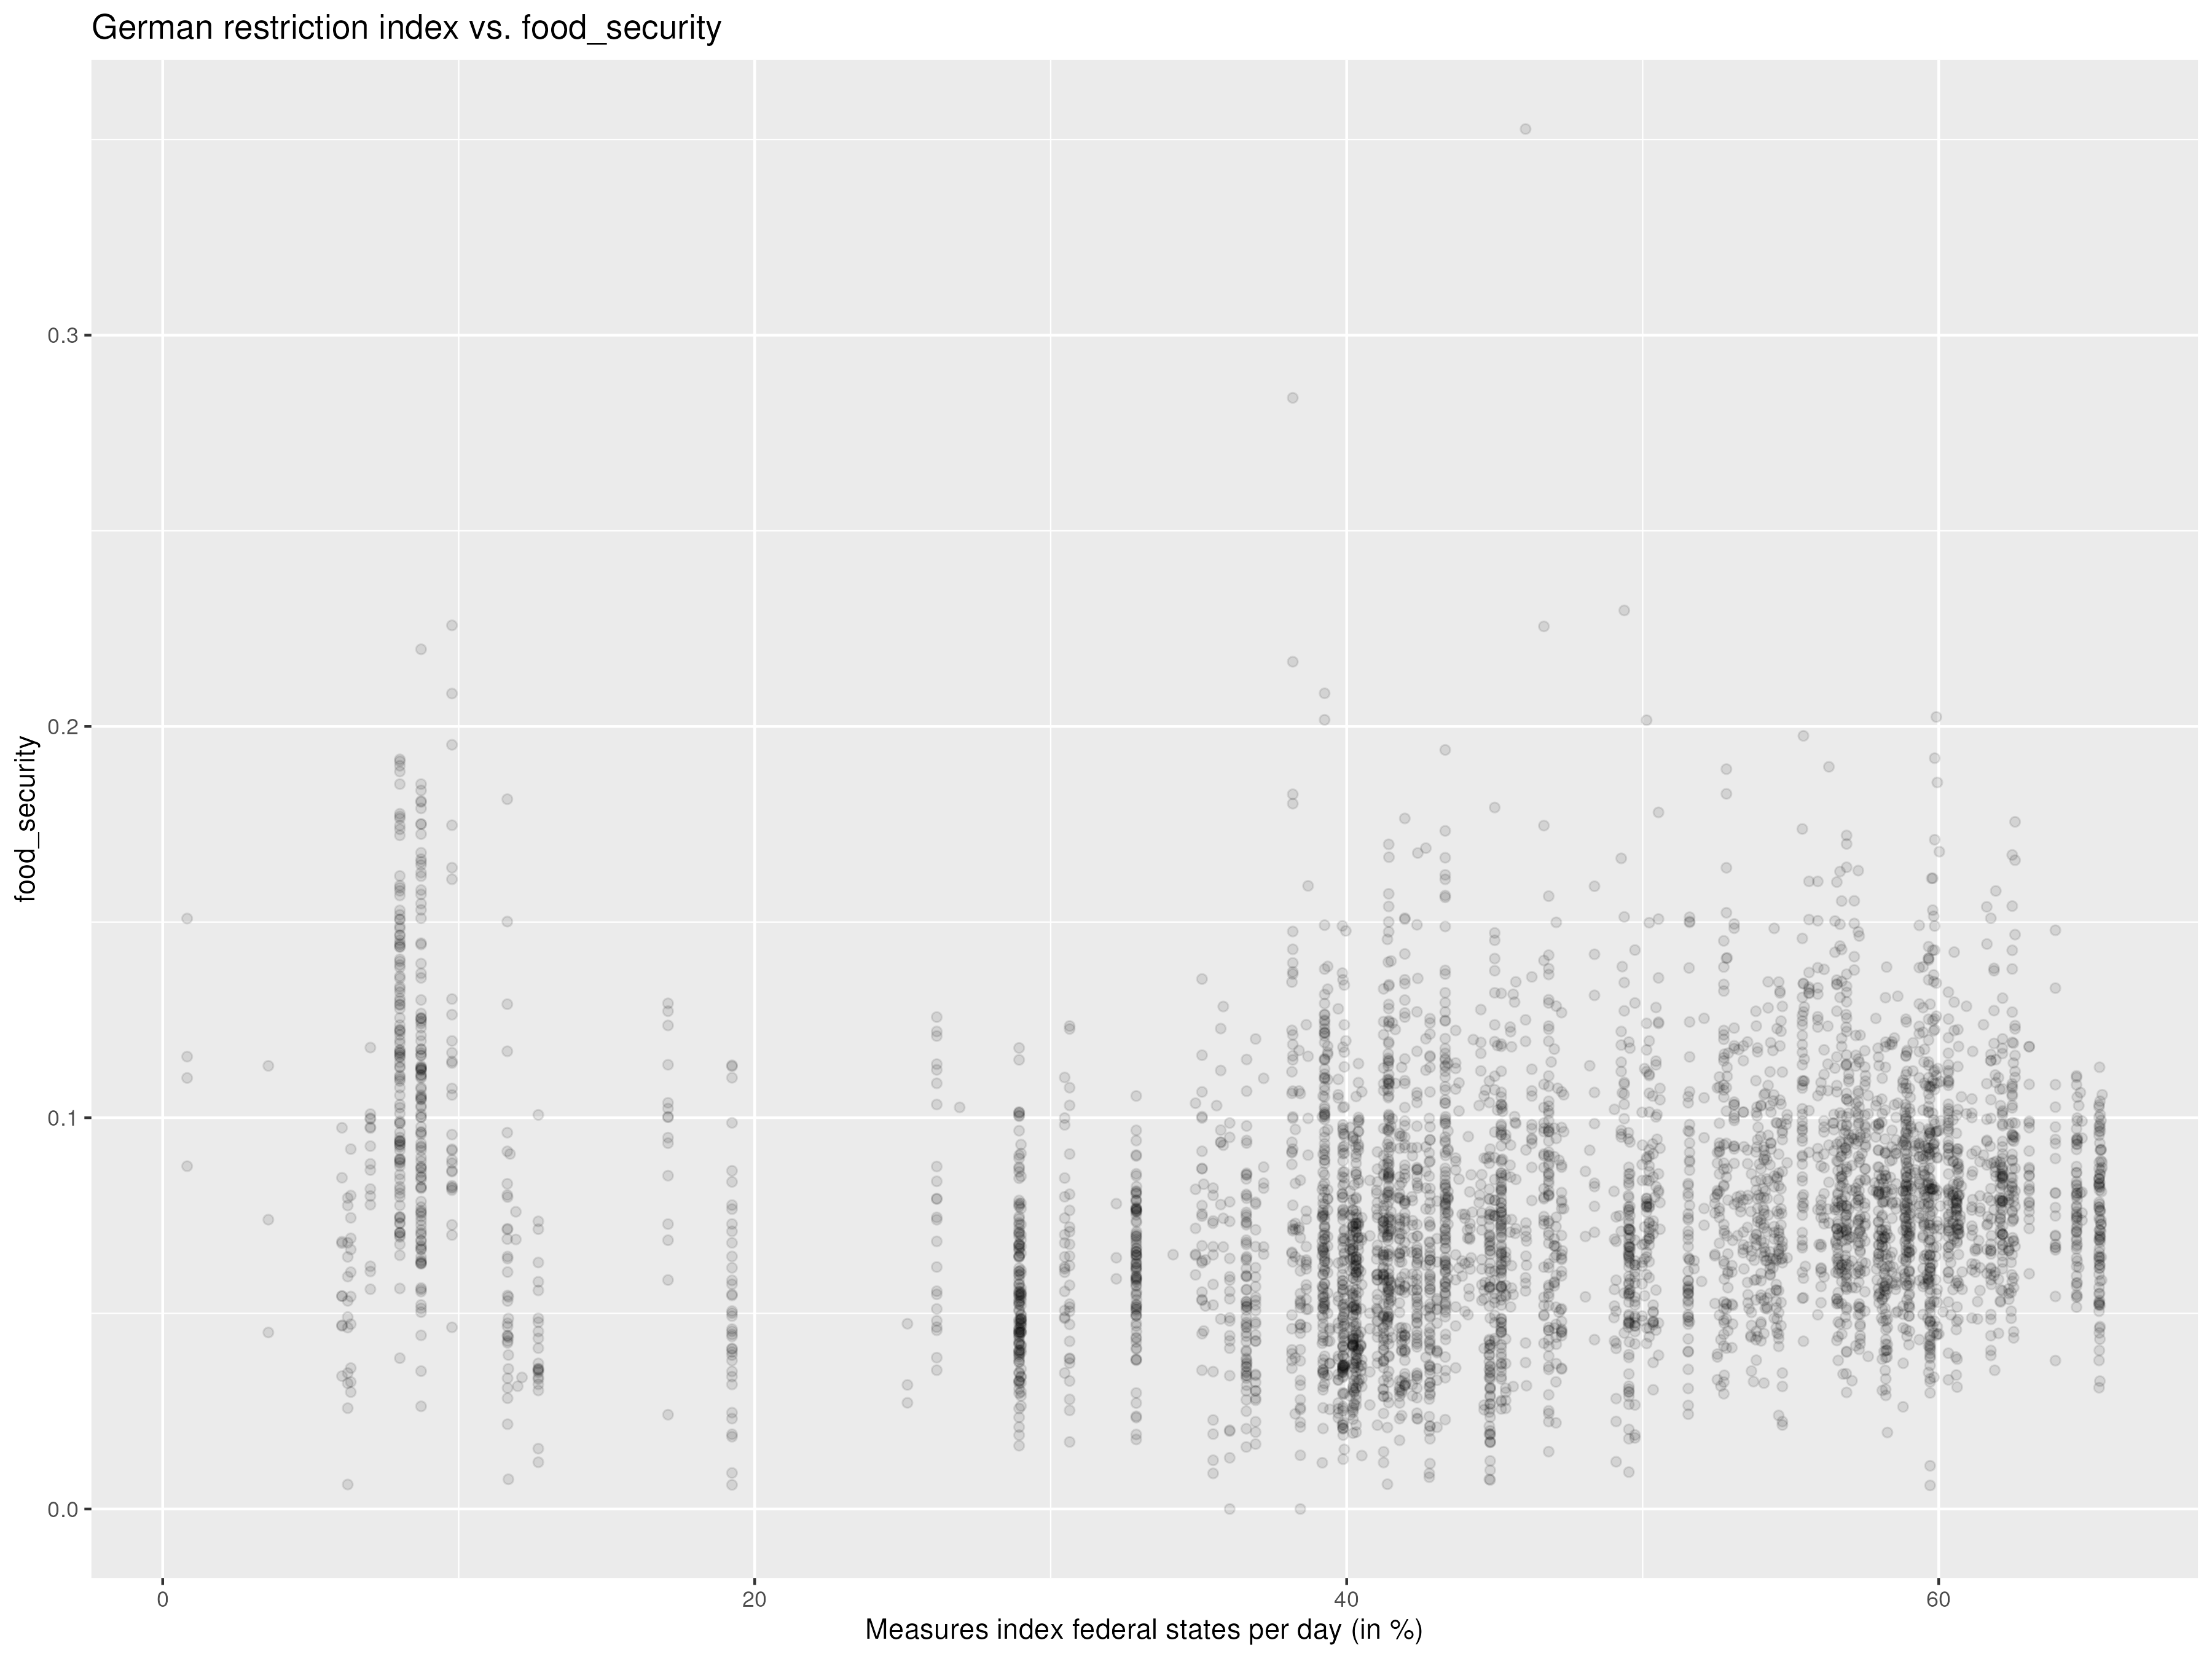 German restriction index vs. food_security
0.3
0.2
0.1
0.0
food_security
0
20
40
60
Measures index federal states per day (in %)